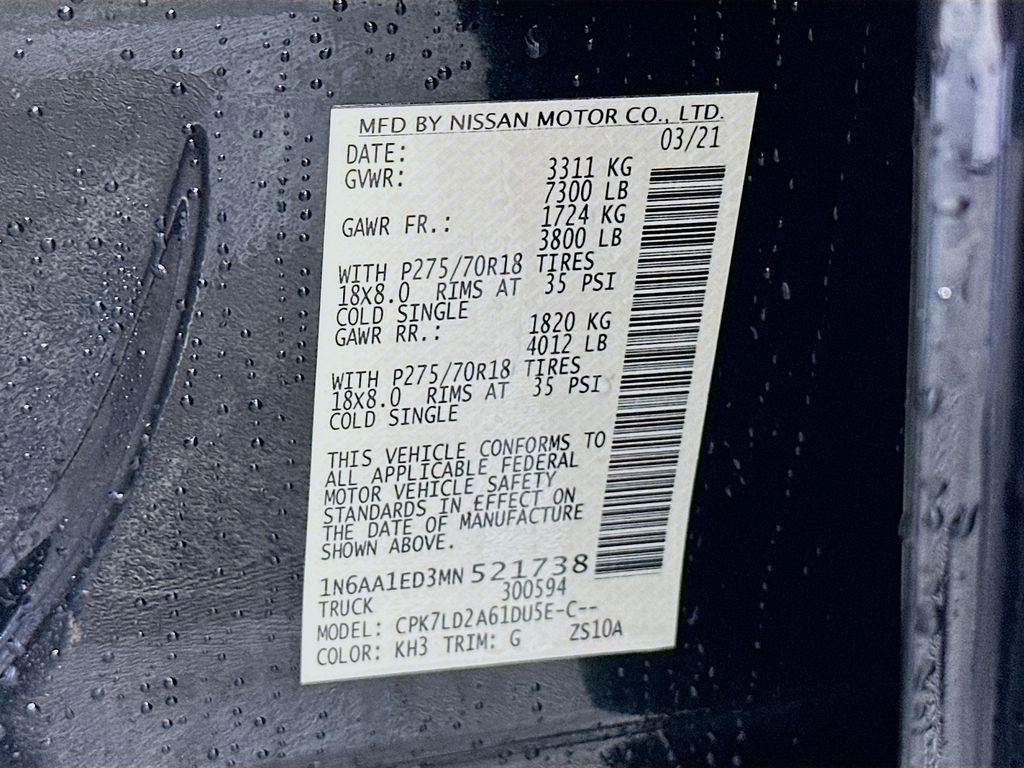 MFD BY NISSAN MOTOR CO., LTD.
DATE: 03/21
GVWR: 3311 KG
7300 LB
GAWR FR.: 1724 KG
3800 LB
WITH P275/70R18 TIRES
18X8.0 RIMS AT 35 PSI
COLD SINGLE
GAWR RR.: 1820 KG
4012 LB
WITH P275/70R18 TIRES
18X8.0 RIMS AT 35 PSI
COLD SINGLE
THIS VEHICLE CONFORMS TO
ALL APPLICABLE FEDERAL
MOTOR VEHICLE SAFETY
STANDARDS IN EFFECT ON
THE DATE OF MANUFACTURE
SHOWN ABOVE.
1N6AA1ED3MN 521738
TRUCK 300594
MODEL: CPK7LD2A61DU5E-C--
COLOR: KH3 TRIM: G ZS10A